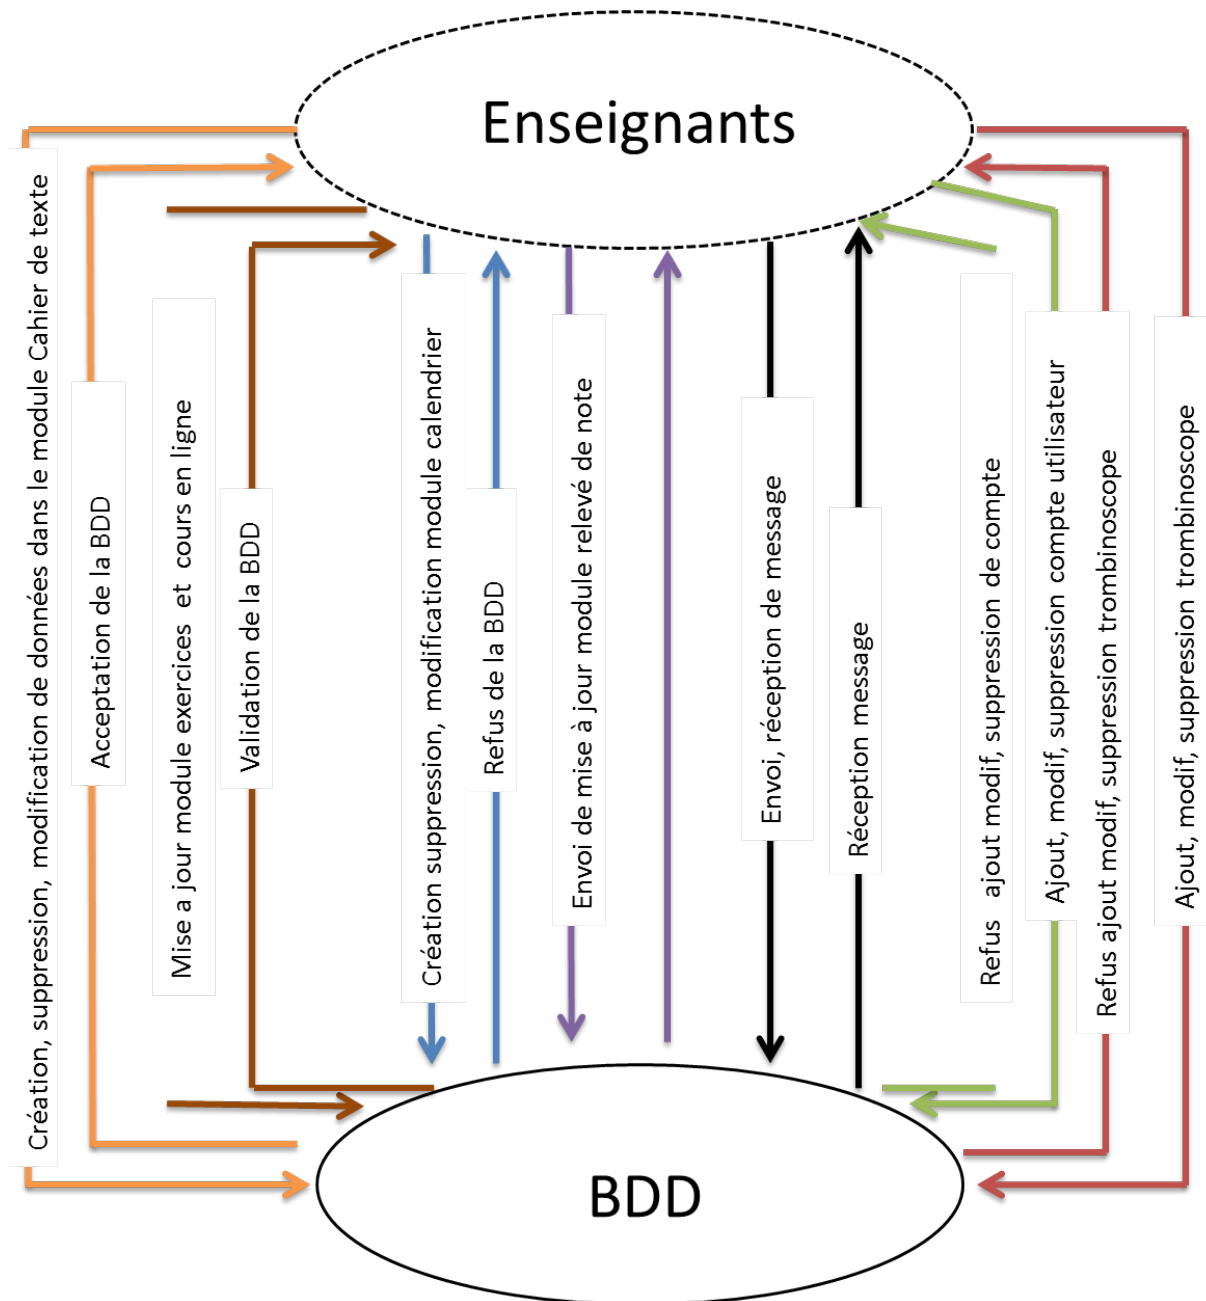 Enseignants
Création, suppression, modification de données dans le module Cahier de texte
Acceptation de la BDD
Mise a jour module exercices et cours en ligne
Validation de la BDD
Création suppression, modification module calendrier
Refus de la BDD
Envoi de mise à jour module relevé de note
Envoi, réception de message
Réception message
Refus ajout modif, suppression de compte
Ajout, modif, suppression compte utilisateur
Refus ajout modif, suppression trombinoscope
Ajout, modif, suppression trombinoscope
BDD